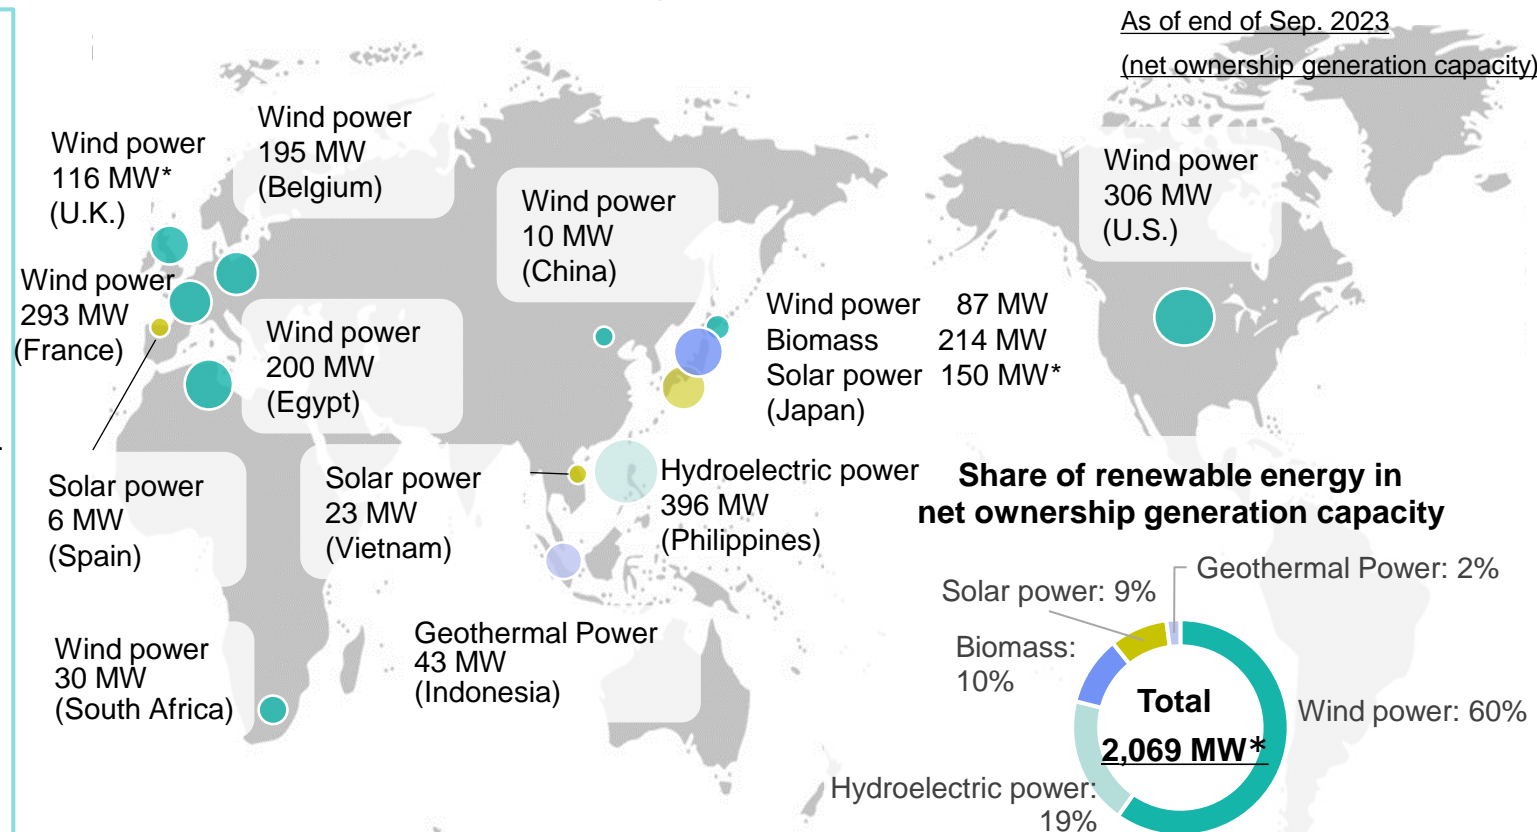 As of end of Sep. 2023
(net ownership generation capacity)
Wind power
116 MW*
(U.K.)
Wind power
195 MW
(Belgium)
Wind power
10 MW
(China)
Wind power
306 MW
(U.S.)
Wind power
293 MW
(France)
Wind power
200 MW
(Egypt)
Wind power 87 MW
Biomass 214 MW
Solar power 150 MW*
(Japan)
Solar power
6 MW
(Spain)
Solar power
23 MW
(Vietnam)
Hydroelectric power
396 MW
(Philippines)
Wind power
30 MW
(South Africa)
Geothermal Power
43 MW
(Indonesia)
Share of renewable energy in
net ownership generation capacity
Geothermal Power: 2%
Solar power: 9%
Biomass:
10%
Total
2,069 MW*
Wind power: 60%
Hydroelectric power:
19%